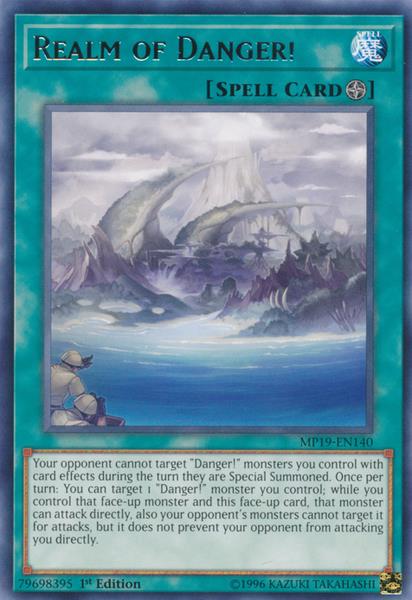 REALM OF DANGER!
[SPELL CARD]
MP19-EN140
Your opponent cannot target "Danger!" monsters you control with
card effects during the turn they are Special Summoned. Once per
turn: You can target 1 "Danger!" monster you control; while you
control that face-up monster and this face-up card, that monster
can attack directly, also your opponent's monsters cannot target it
for attacks, but it does not prevent your opponent from attacking
you directly.
79698395 1st Edition ©1996 KAZUKI TAKAHASHI